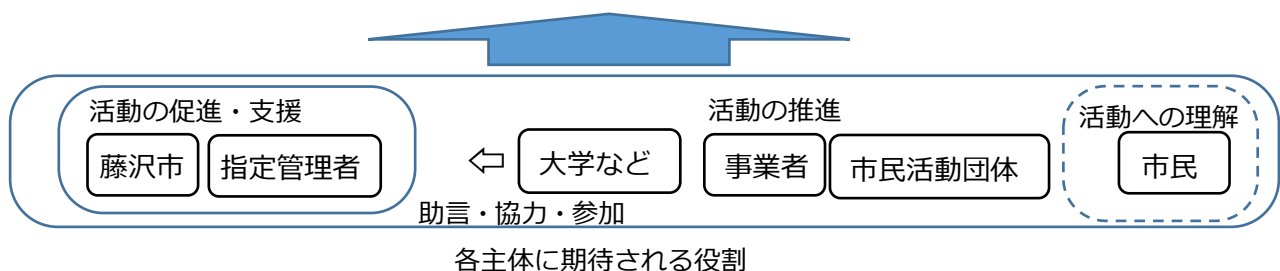 活動の促進・支援
藤沢市
指定管理者
⇦
大学など
助言・協力・参加
活動の推進
事業者
市民活動団体
活動への理解
市民
各主体に期待される役割